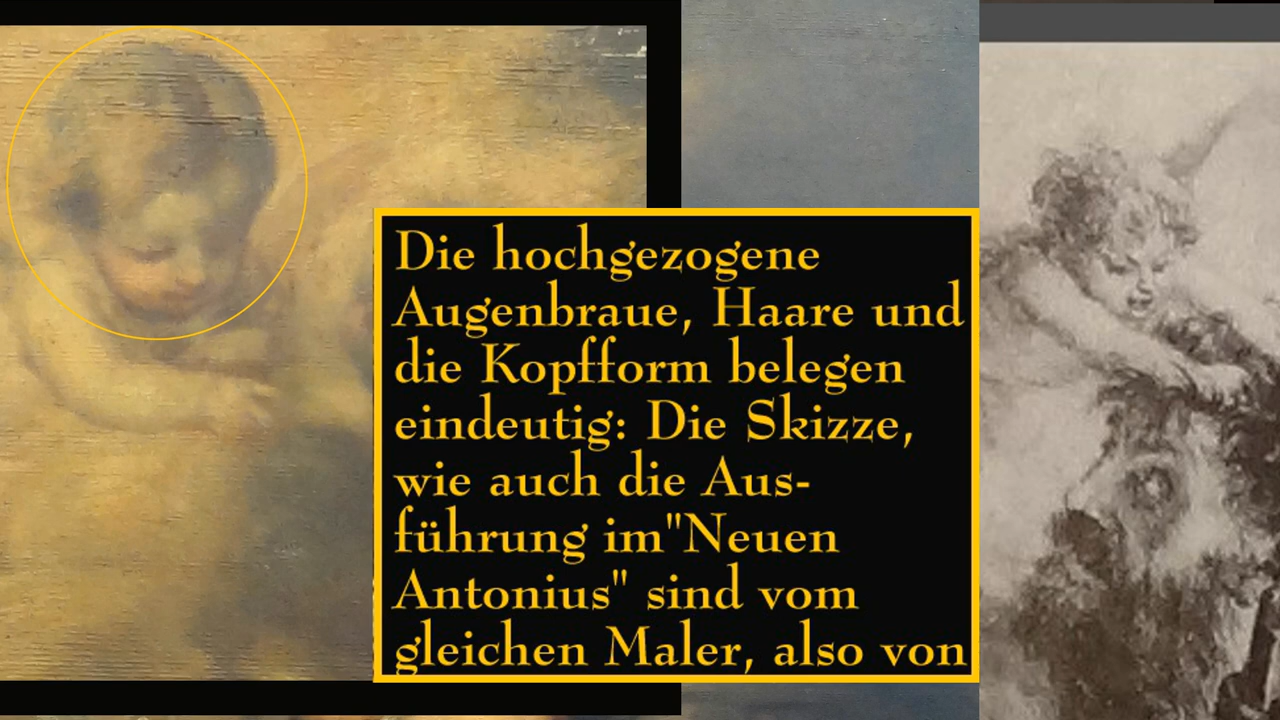 Die hochgezogene
Augenbraue, Haare und
die Kopfform belegen
eindeutig: Die Skizze,
wie auch die Aus-
führung im"Neuen
Antonius" sind vom
gleichen Maler, also von